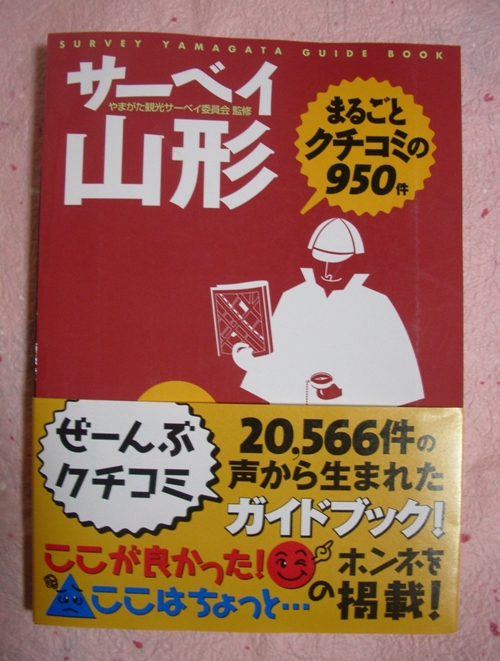 SURVEY YAMAGATA GUIDE BOOK
サーベイ
やまがた観光サーベイ委員会 監修
山形
まるごと
クチコミの
950件
ぜーんぶ
クチコミ
20,566件の
声から生まれた
ガイドブック!
ここが良かった!
ここはちょっと…
の
ホンネを
掲載!